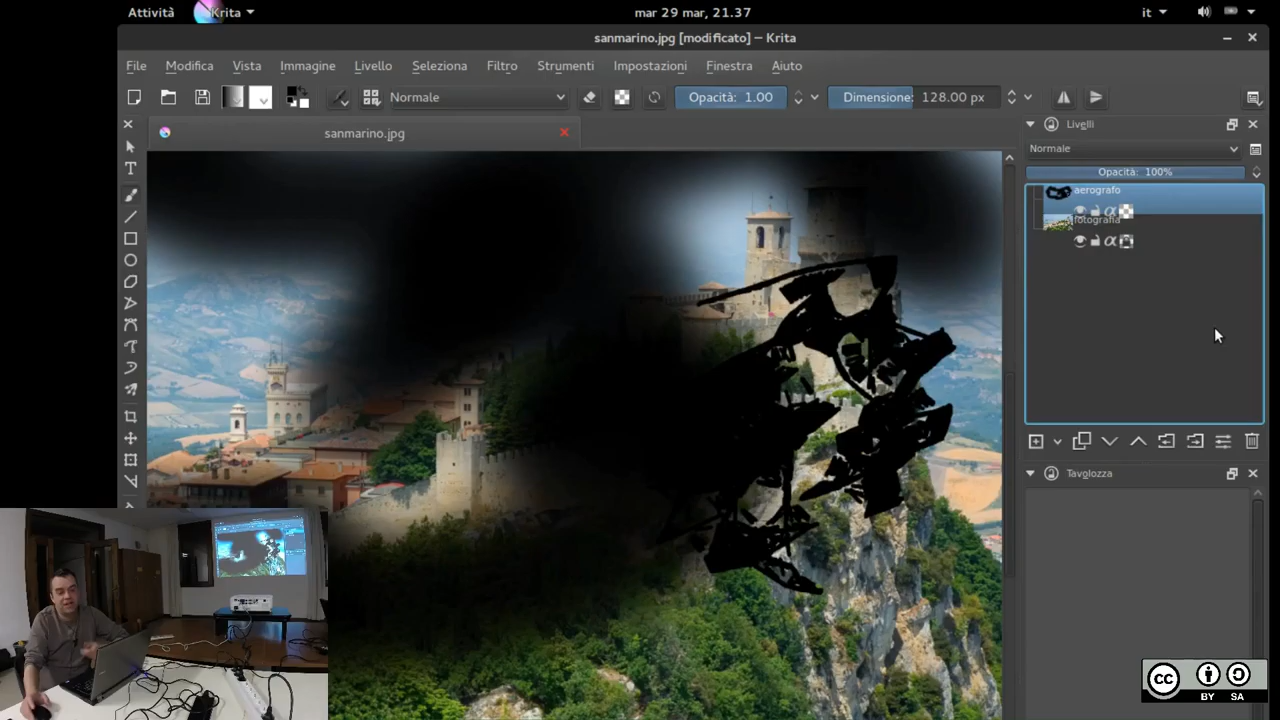 Attività Krita mar 29 mar, 21.37 it
sanmarino.jpg [modificato] – Krita
File Modifica Vista Immagine Livello Seleziona Filtro Strumenti Impostazioni Finestra Aiuto
Normale Opacità: 1.00 Dimensione: 128.00 px
sanmarino.jpg
Livelli
Normale
Opacità: 100%
aerografo
fotografia
Tavolozza
CC
BY SA